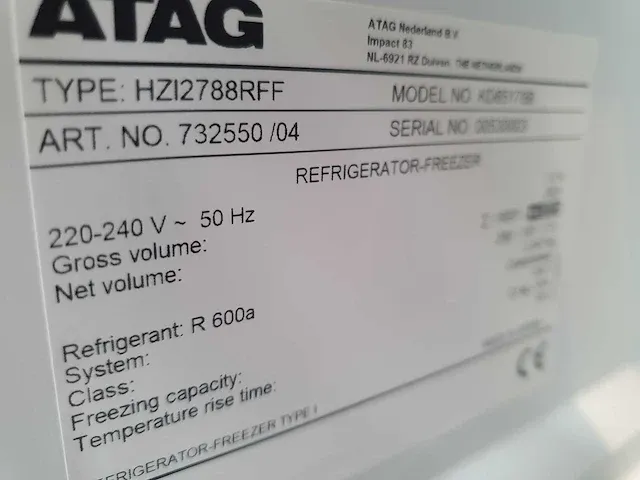 ATAG
ATAG Nederland B.V.
Impact 83
NL-6921 RZ Duiven, THE NETHERLANDS
TYPE: HZI2788RFF
MODEL NO.
ART. NO. 732550 /04
SERIAL NO.
REFRIGERATOR-FREEZER
220-240 V ~ 50 Hz
Gross volume:
Net volume:
Refrigerant: R 600a
System:
Class:
Freezing capacity:
Temperature rise time:
CE
REFRIGERATOR-FREEZER TYPE I